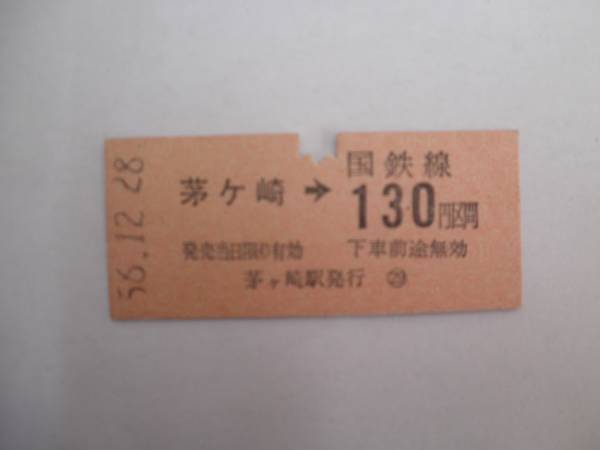 56.12.28
茅ケ崎 → 国鉄線 130円区間
発売当日限り有効 下車前途無効
茅ヶ崎駅発行 ㉙